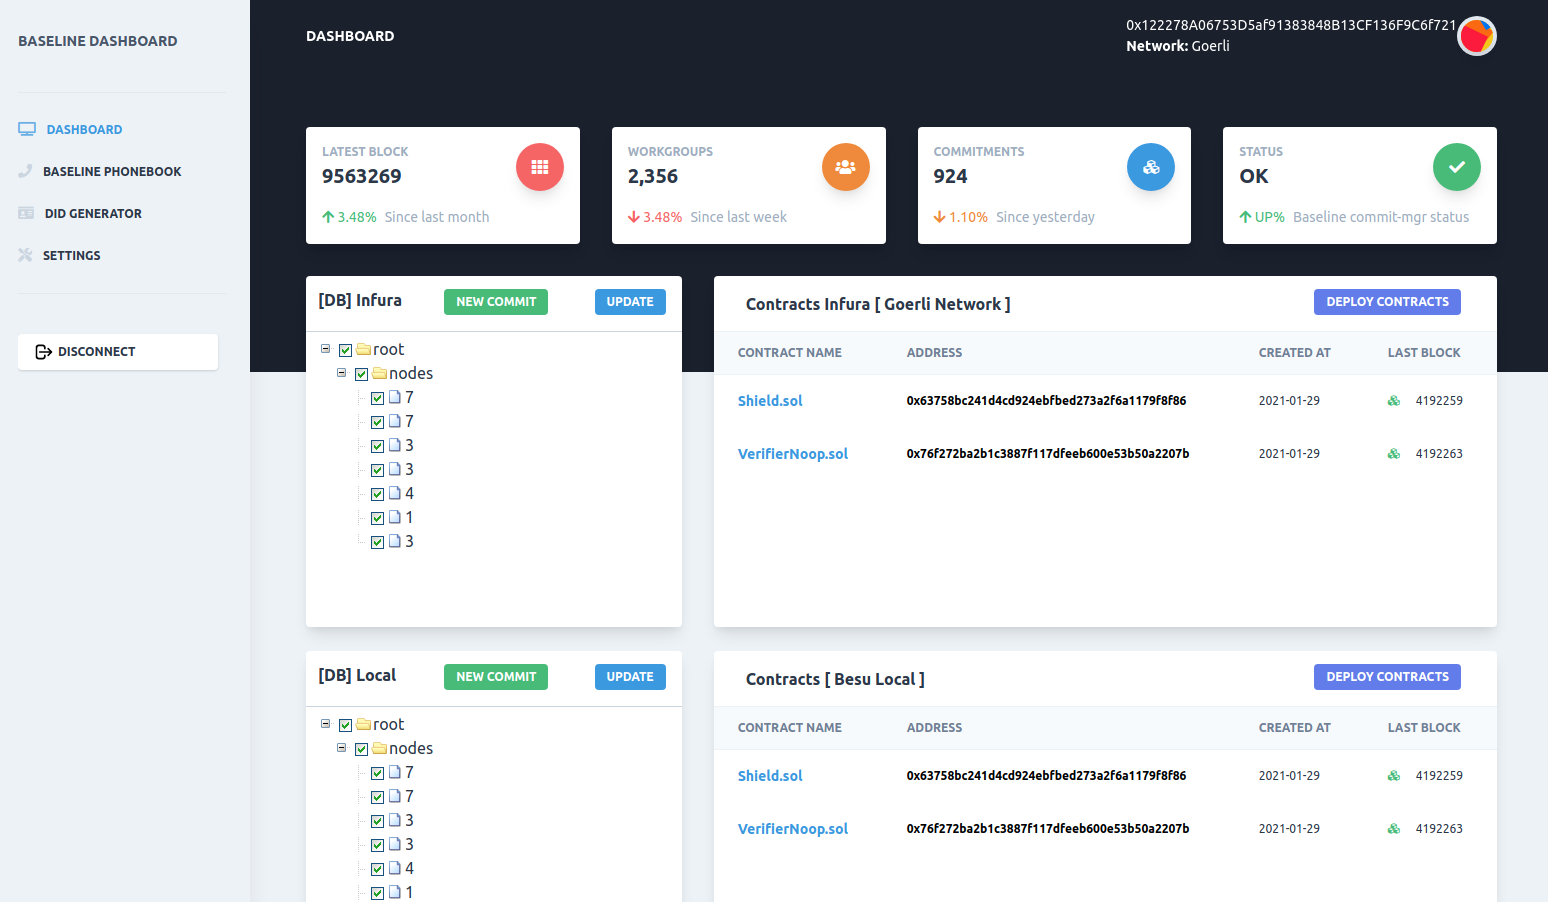 BASELINE DASHBOARD
DASHBOARD
BASELINE PHONEBOOK
DID GENERATOR
SETTINGS
DISCONNECT
DASHBOARD
0x122278A06753D5af91383848B13CF136F9C6f721
Network: Goerli
LATEST BLOCK
9563269
3.48% Since last month
WORKGROUPS
2,356
3.48% Since last week
COMMITMENTS
924
1.10% Since yesterday
STATUS
OK
UP% Baseline commit-mgr status
[DB] Infura NEW COMMIT UPDATE
root
nodes
7
7
3
3
4
1
3
Contracts Infura [ Goerli Network ] DEPLOY CONTRACTS
CONTRACT NAME ADDRESS CREATED AT LAST BLOCK
Shield.sol 0x63758bc241d4cd924ebfbed273a2f6a1179f8f86 2021-01-29 4192259
VerifierNoop.sol 0x76f272ba2b1c3887f117dfeeb600e53b50a2207b 2021-01-29 4192263
[DB] Local NEW COMMIT UPDATE
root
nodes
7
7
3
3
4
1
Contracts [ Besu Local ] DEPLOY CONTRACTS
CONTRACT NAME ADDRESS CREATED AT LAST BLOCK
Shield.sol 0x63758bc241d4cd924ebfbed273a2f6a1179f8f86 2021-01-29 4192259
VerifierNoop.sol 0x76f272ba2b1c3887f117dfeeb600e53b50a2207b 2021-01-29 4192263